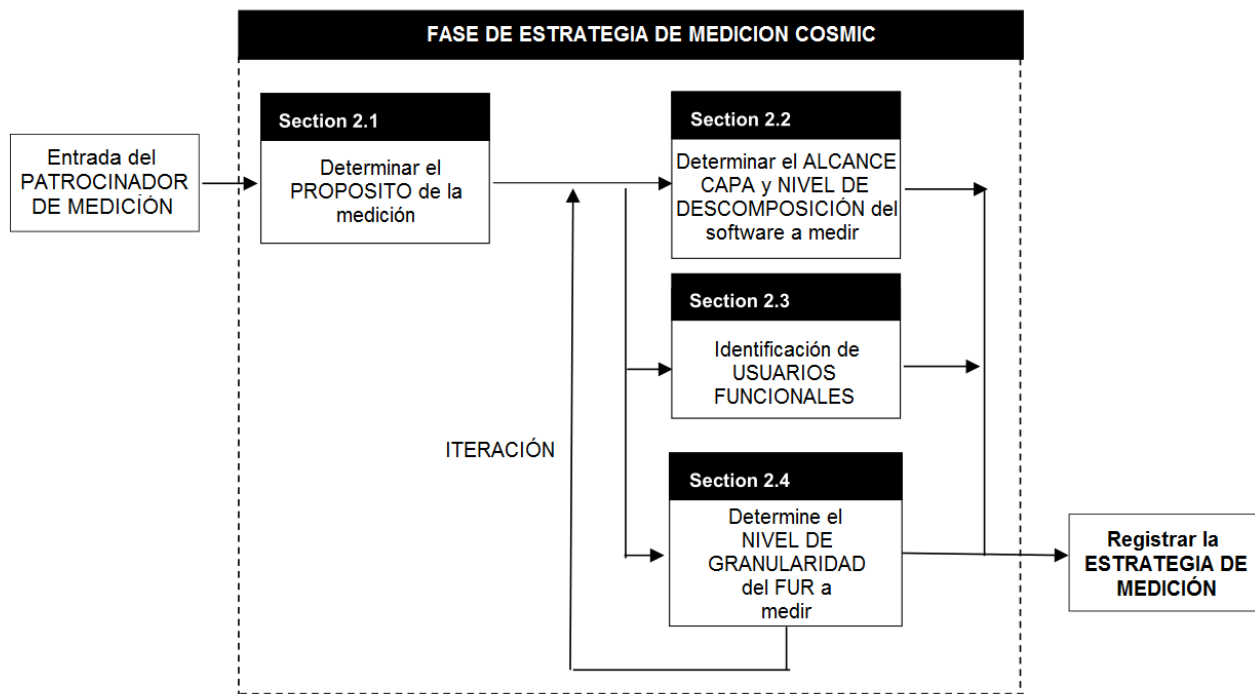 FASE DE ESTRATEGIA DE MEDICION COSMIC
Entrada del
PATROCINADOR
DE MEDICÍÓN
Section 2.1
Determinar el
PROPOSITO de la
medición
Section 2.2
Determinar el ALCANCE
CAPA y NIVEL DE
DESCOMPOSICIÓN del
software a medir
Section 2.3
Identificación de
USUARIOS
FUNCIONALES
ITERACIÓN
Section 2.4
Determine el
NIVEL DE
GRANULARIDAD
del FUR a
medir
Registrar la
ESTRATEGIA DE
MEDICIÓN